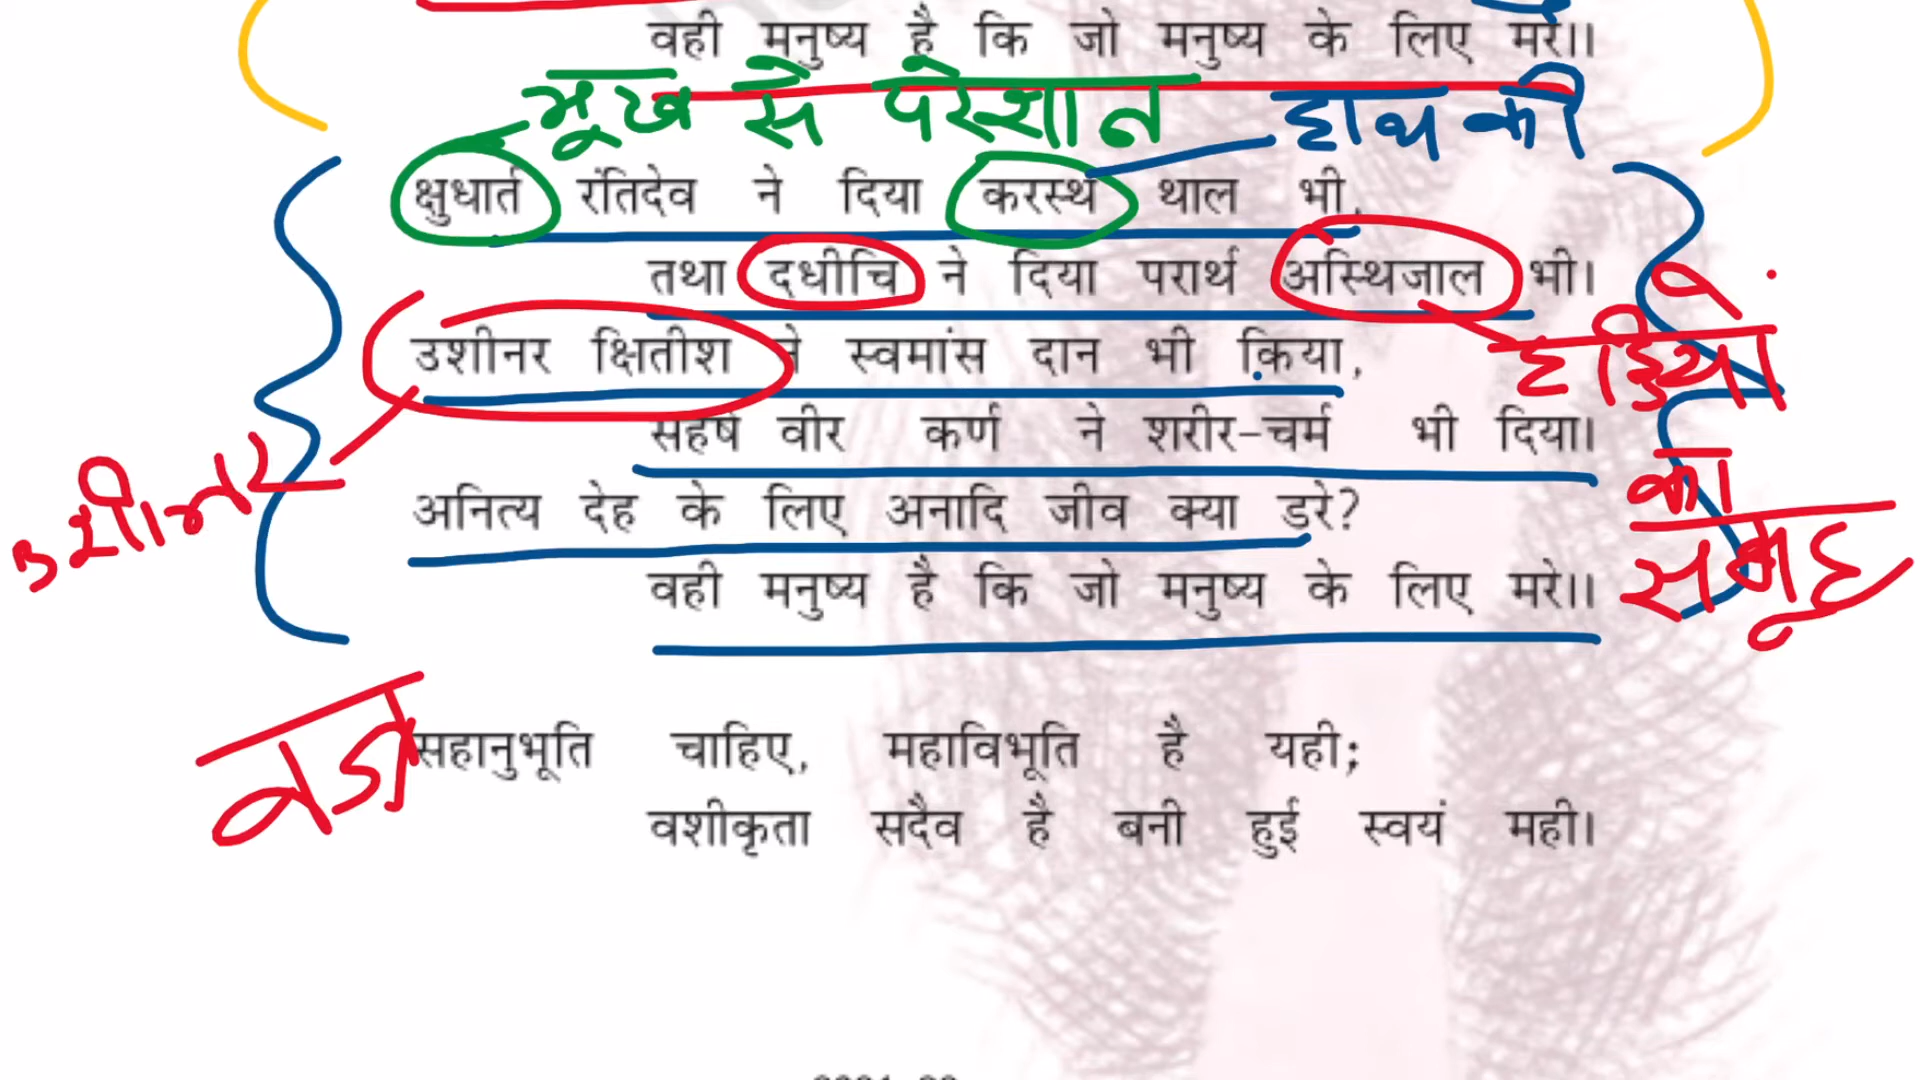 वही मनुष्य है कि जो मनुष्य के लिए मरे।।
भूख से परेशान हाथ की
क्षुधार्त रंतिदेव ने दिया करस्थ थाल भी,
तथा दधीचि ने दिया परार्थ अस्थिजाल भी।
उशीनर क्षितीश ने स्वमांस दान भी किया,
हड्डियों
सहर्ष वीर कर्ण ने शरीर-चर्म भी दिया।
उशीनर
का
अनित्य देह के लिए अनादि जीव क्या डरे?
समूह
वही मनुष्य है कि जो मनुष्य के लिए मरे।।
वज्र
सहानुभूति चाहिए, महाविभूति है यही;
वशीकृता सदैव है बनी हुई स्वयं मही।